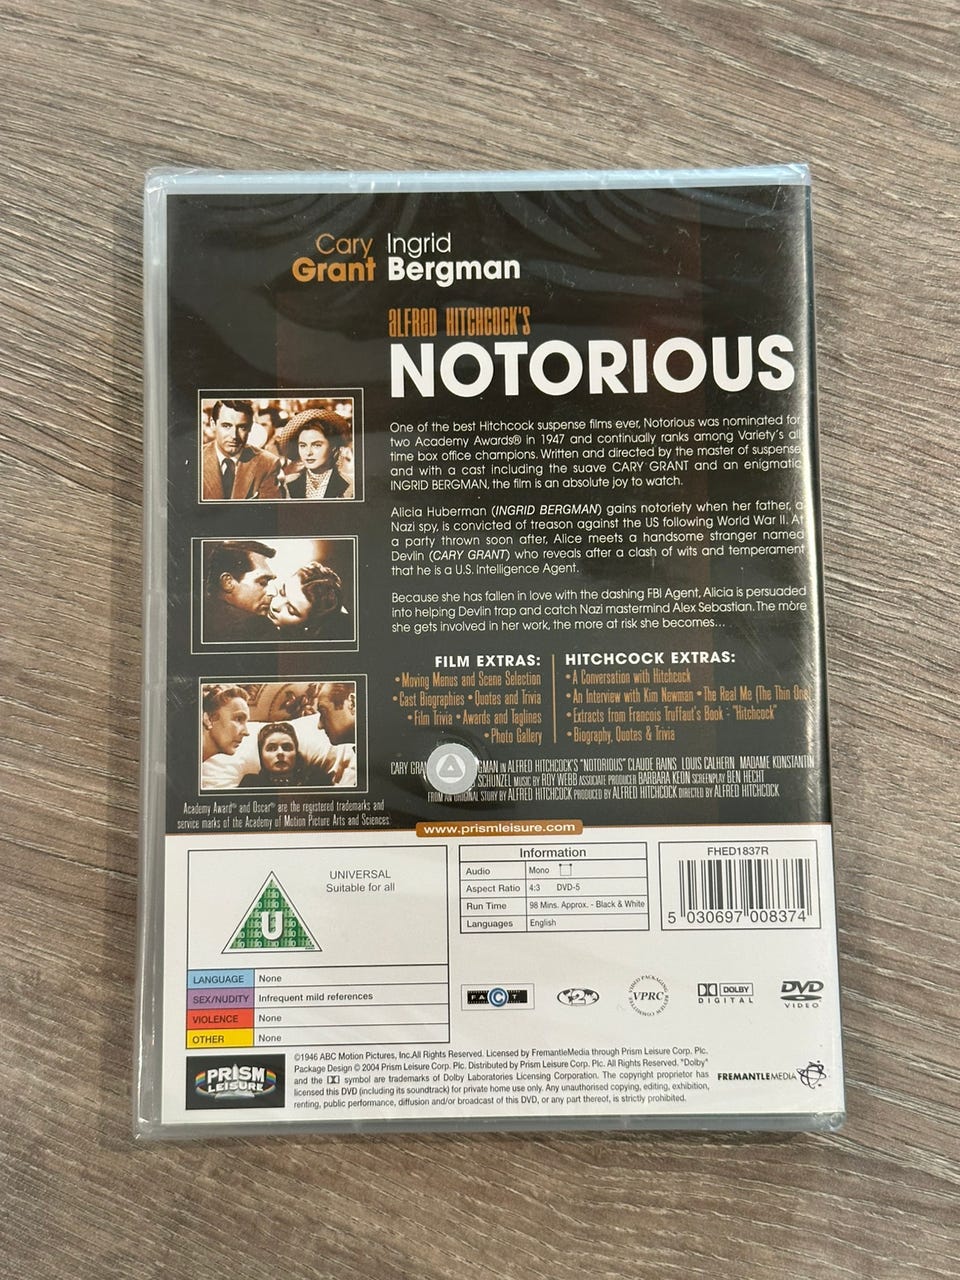 Cary Ingrid
Grant Bergman
ALFRED HITCHCOCK'S
NOTORIOUS
One of the best Hitchcock suspense films ever, Notorious was nominated for
two Academy Awards® in 1947 and continually ranks among Variety's all
time box office champions. Written and directed by the master of suspense
and with a cast including the suave CARY GRANT and an enigmatic
INGRID BERGMAN, the film is an absolute joy to watch.
Alicia Huberman (INGRID BERGMAN) gains notoriety when her father, a
Nazi spy, is convicted of treason against the US following World War II. At
a party thrown soon after, Alice meets a handsome stranger named
Devlin (CARY GRANT) who reveals after a clash of wits and temperament
that he is a U.S. Intelligence Agent.
Because she has fallen in love with the dashing FBI Agent, Alicia is persuaded
into helping Devlin trap and catch Nazi mastermind Alex Sebastian. The more
she gets involved in her work, the more at risk she becomes...
FILM EXTRAS:
• Moving Menus and Scene Selection
• Cast Biographies • Quotes and Trivia
• Film Trivia • Awards and Taglines
• Photo Gallery
HITCHCOCK EXTRAS:
• A Conversation with Hitchcock
• An Interview with Kim Newman • The Real Me (The Thin One)
• Extracts from Francois Truffaut's Book - "Hitchcock"
• Biography, Quotes & Trivia
CARY GRAN GMAN IN ALFRED HITCHCOCK'S "NOTORIOUS" CLAUDE RAINS LOUIS CALHERN MADAME KONSTANTIN
SCHUNZEL MUSIC BY ROY WEBB ASSOCIATE PRODUCER BARBARA KEON SCREENPLAY BEN HECHT
FROM AN ORIGINAL STORY BY ALFRED HITCHCOCK PRODUCED BY ALFRED HITCHCOCK DIRECTED BY ALFRED HITCHCOCK
Academy Award® and Oscar® are the registered trademarks and
service marks of the Academy of Motion Picture Arts and Sciences.
www.prismleisure.com
UNIVERSAL
Suitable for all
U
LANGUAGE None
SEX/NUDITY Infrequent mild references
VIOLENCE None
OTHER None
Information
Audio Mono
Aspect Ratio 4:3 DVD-5
Run Time 98 Mins. Approx. - Black & White
Languages English
FHED1837R
5 030697 008374
FACT
2
VIDEO PACKAGING REVIEW COMMITTEE
VPRC
DOLBY
DIGITAL
DVD
VIDEO
PRISM
LEISURE
©1946 ABC Motion Pictures, Inc.All Rights Reserved. Licensed by FremantleMedia through Prism Leisure Corp. Plc.
Package Design © 2004 Prism Leisure Corp. Plc. Distributed by Prism Leisure Corp. Plc. All Rights Reserved. "Dolby"
and the symbol are trademarks of Dolby Laboratories Licensing Corporation. The copyright proprietor has
licensed this DVD (including its soundtrack) for private home use only. Any unauthorised copying, editing, exhibition,
renting, public performance, diffusion and/or broadcast of this DVD, or any part thereof, is strictly prohibited.
FREMANTLEMEDIA